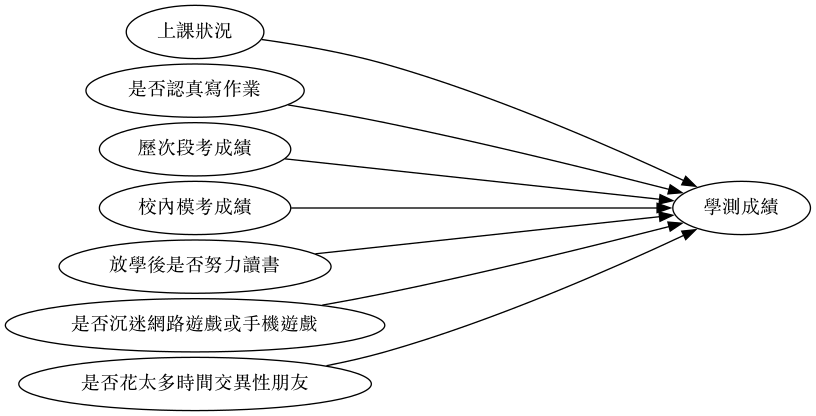 上課狀況
是否認真寫作業
歷次段考成績
校內模考成績
學測成績
放學後是否努力讀書
是否沉迷網路遊戲或手機遊戲
是否花太多時間交異性朋友